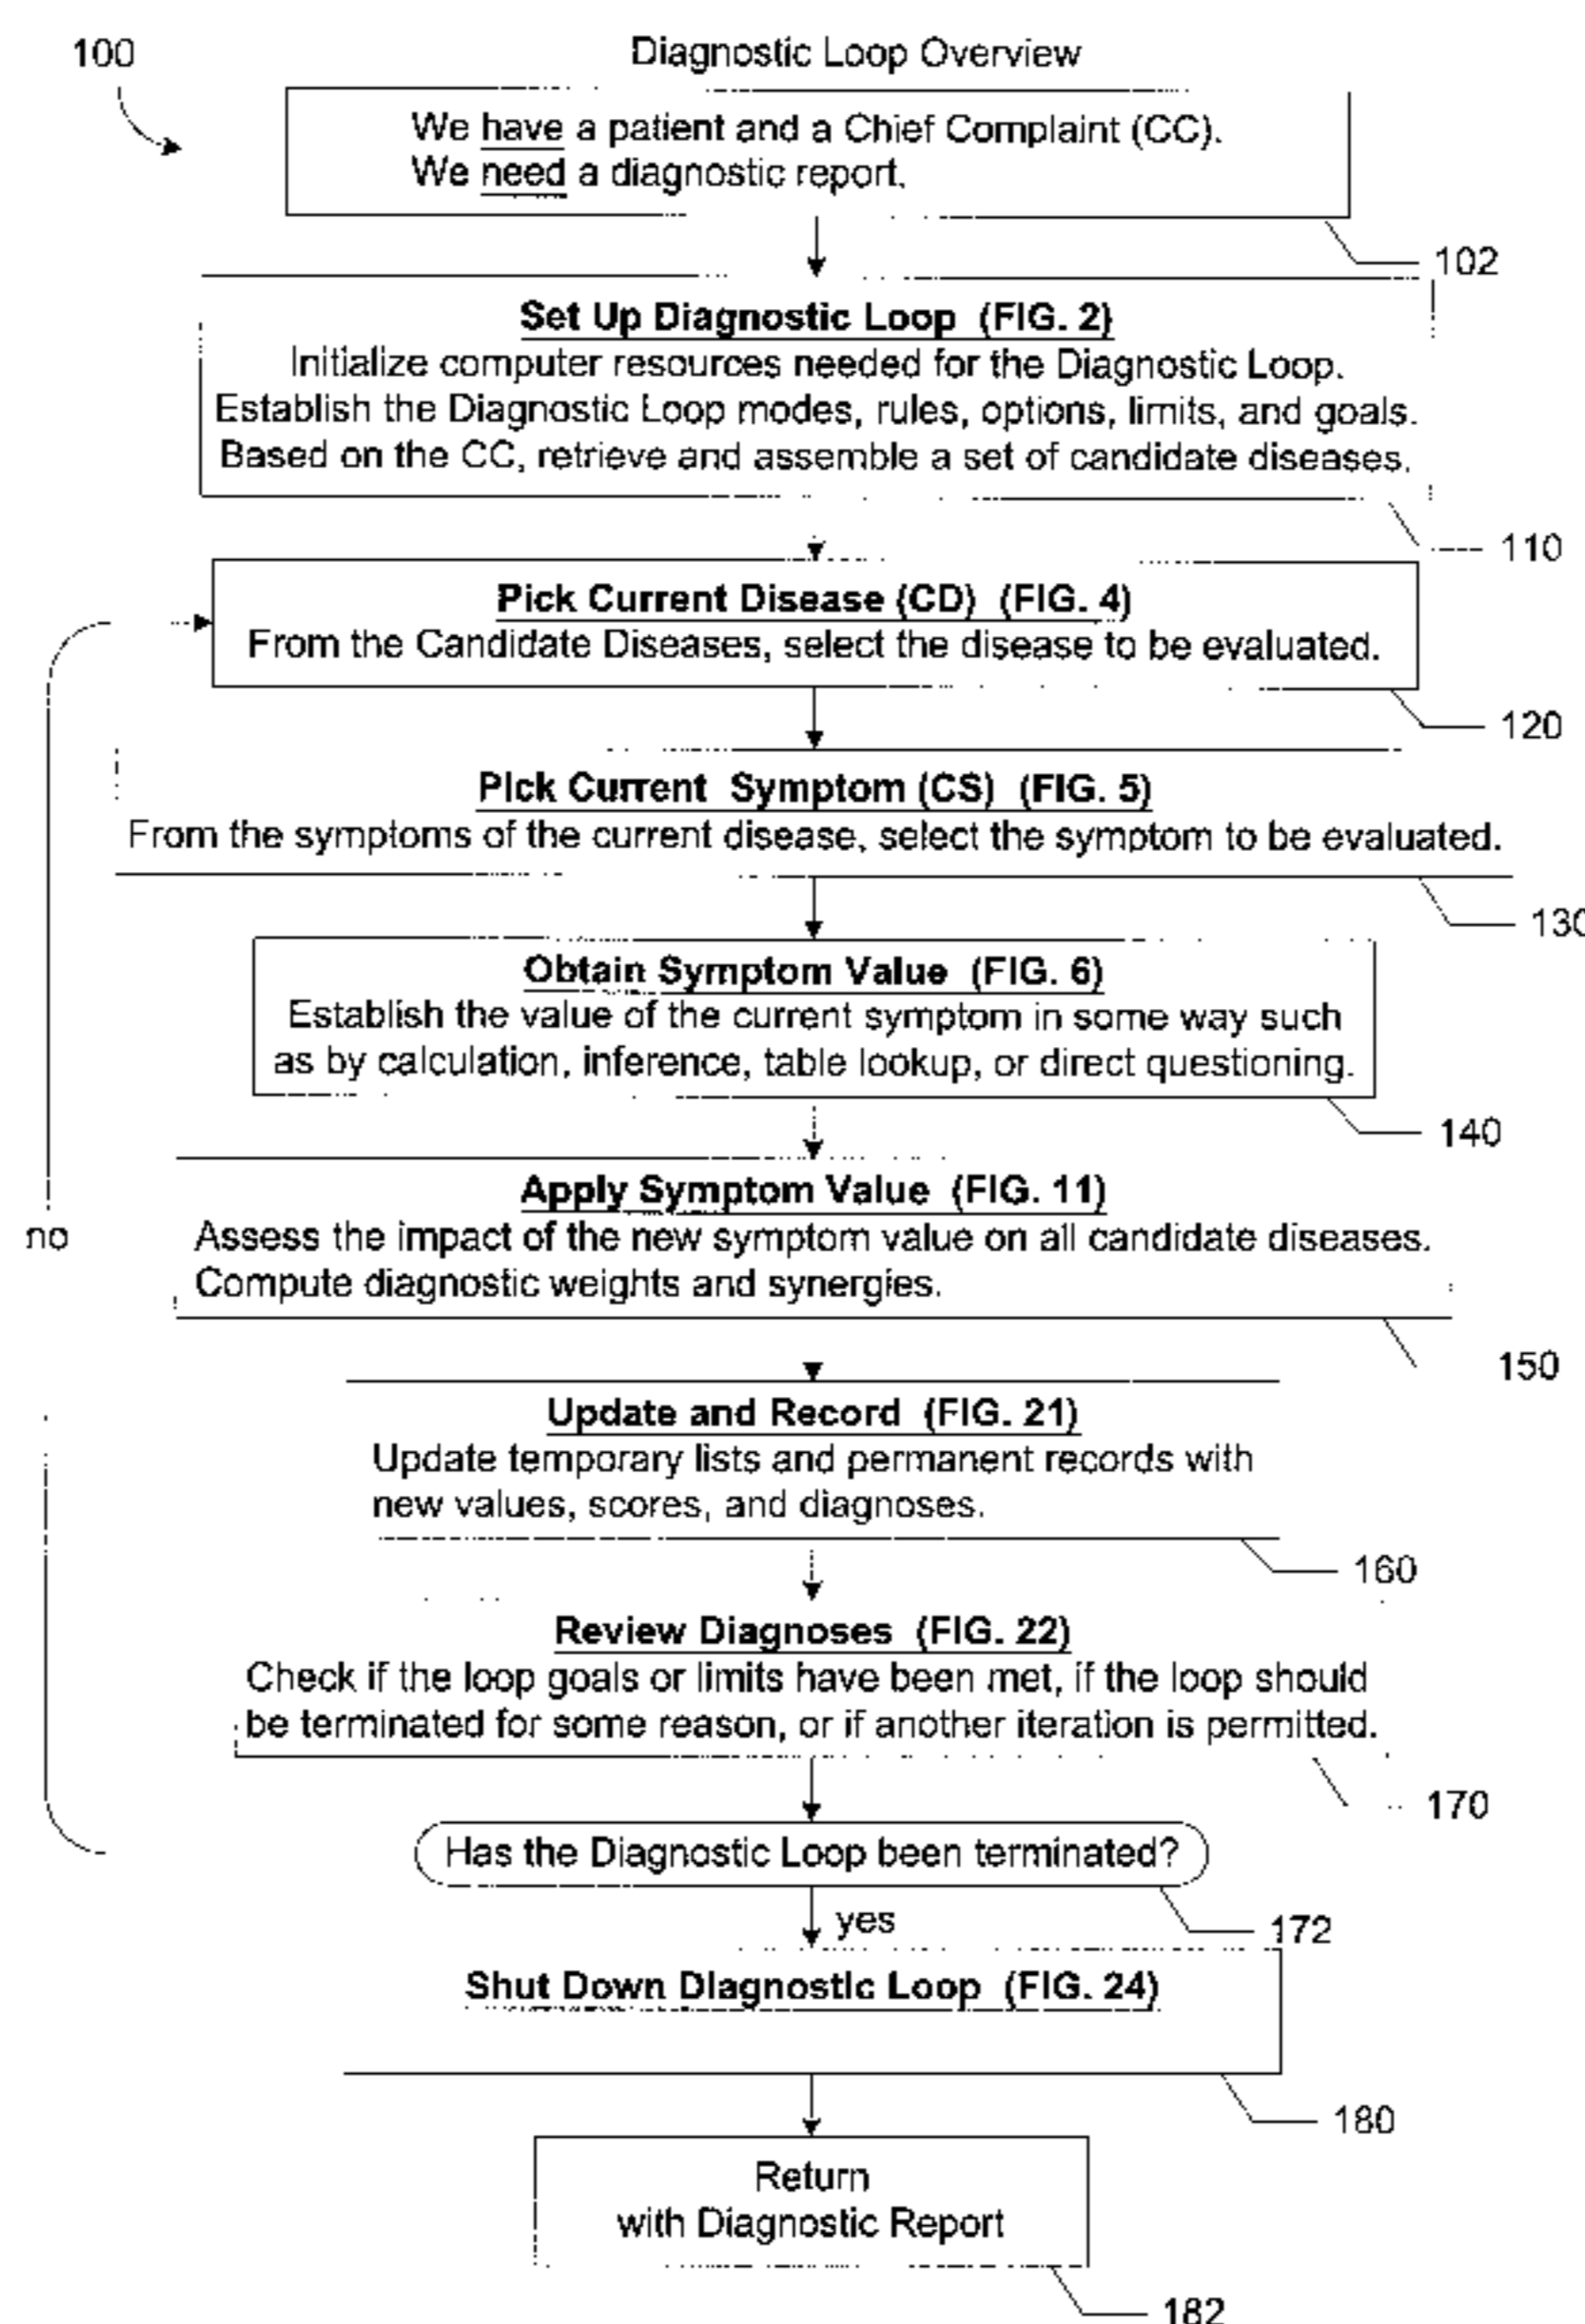 100
Diagnostic Loop Overview
We have a patient and a Chief Complaint (CC).
We need a diagnostic report.
102
Set Up Diagnostic Loop (FIG. 2)
Initialize computer resources needed for the Diagnostic Loop.
Establish the Diagnostic Loop modes, rules, options, limits, and goals.
Based on the CC, retrieve and assemble a set of candidate diseases.
110
Pick Current Disease (CD) (FIG. 4)
From the Candidate Diseases, select the disease to be evaluated.
120
Pick Current Symptom (CS) (FIG. 5)
From the symptoms of the current disease, select the symptom to be evaluated.
130
Obtain Symptom Value (FIG. 6)
Establish the value of the current symptom in some way such
as by calculation, inference, table lookup, or direct questioning.
140
Apply Symptom Value (FIG. 11)
no
Assess the impact of the new symptom value on all candidate diseases.
Compute diagnostic weights and synergies.
150
Update and Record (FIG. 21)
Update temporary lists and permanent records with
new values, scores, and diagnoses.
160
Review Diagnoses (FIG. 22)
Check if the loop goals or limits have been met, if the loop should
be terminated for some reason, or if another iteration is permitted.
170
Has the Diagnostic Loop been terminated?
yes
172
Shut Down Diagnostic Loop (FIG. 24)
180
Return
with Diagnostic Report
182